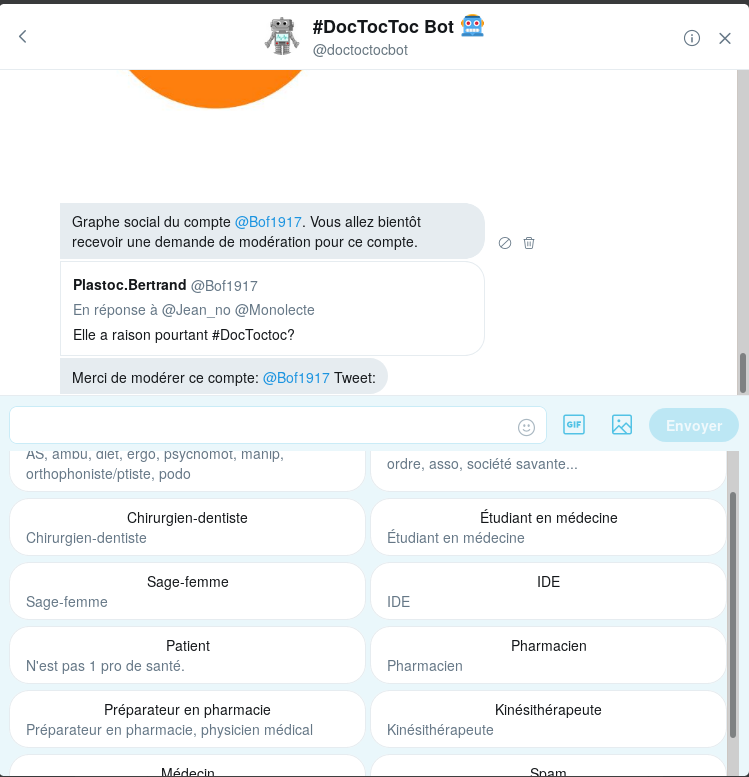 #DocTocToc Bot 🤖
@doctoctocbot
Graphe social du compte @Bof1917. Vous allez bientôt
recevoir une demande de modération pour ce compte.
Plastoc.Bertrand @Bof1917
En réponse à @Jean_no @Monolecte
Elle a raison pourtant #DocToctoc?
Merci de modérer ce compte: @Bof1917 Tweet:
GIF
Envoyer
AS, ambu, diet, ergo, psychomot, manip,
orthophoniste/ptiste, podo
ordre, asso, société savante...
Chirurgien-dentiste
Chirurgien-dentiste
Étudiant en médecine
Étudiant en médecine
Sage-femme
Sage-femme
IDE
IDE
Patient
N'est pas 1 pro de santé.
Pharmacien
Pharmacien
Préparateur en pharmacie
Préparateur en pharmacie, physicien médical
Kinésithérapeute
Kinésithérapeute
Médecin
Spam